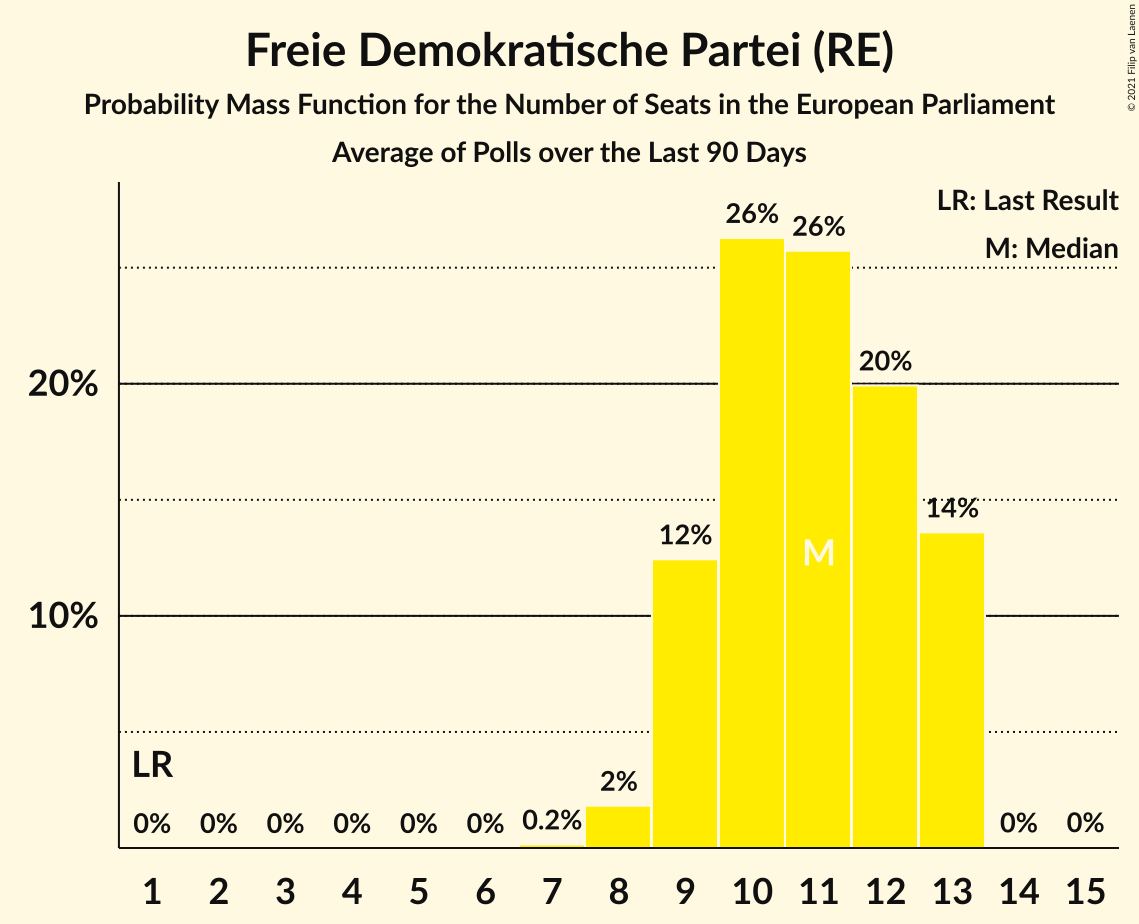 Freie Demokratische Partei (RE)
Probability Mass Function for the Number of Seats in the European Parliament
Average of Polls over the Last 90 Days
© 2021 Filip van Laenen
LR: Last Result
M: Median
26%
26%
20%
20%
14%
12%
M
10%
LR
2%
0%
0%
0%
0%
0%
0%
0.2%
0%
0%
1 2 3 4 5 6 7 8 9 10 11 12 13 14 15